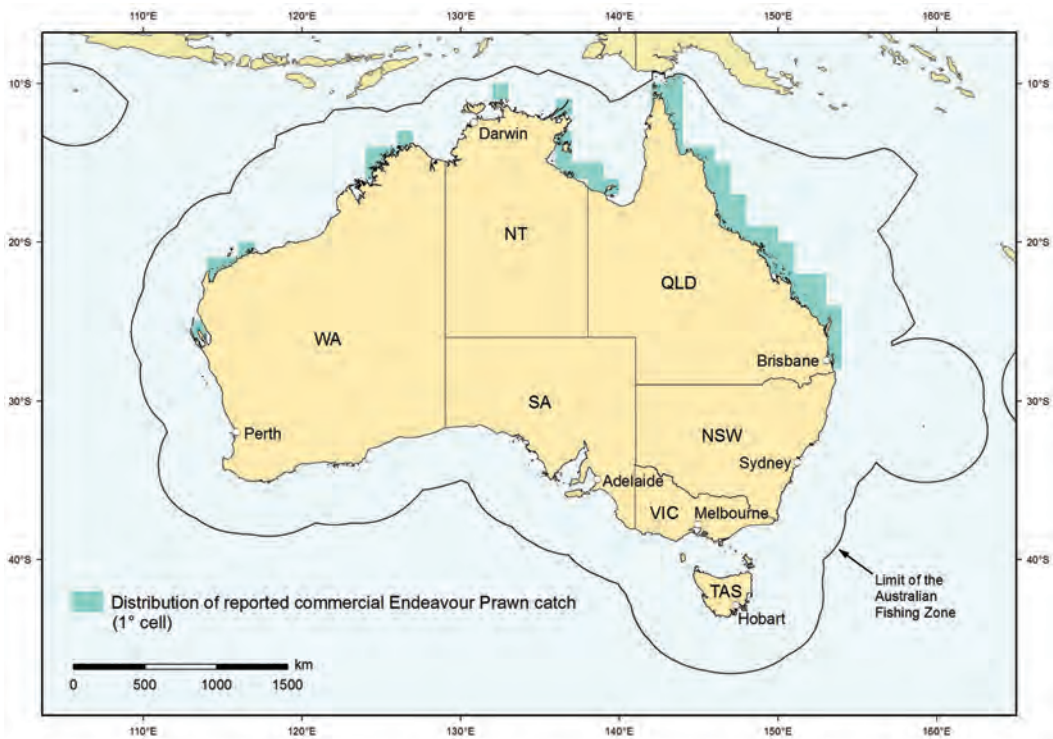 110°E 120°E 130°E 140°E 150°E 160°E
10°S 10°S
Darwin
20°S 20°S
NT
QLD
WA
Brisbane
30°S 30°S
SA
NSW
Perth
Sydney
Adelaide
VIC Melbourne
40°S 40°S
TAS
Hobart
Limit of the
Australian
Fishing Zone
Distribution of reported commercial Endeavour Prawn catch
(1° cell)
km
0 500 1000 1500
110°E 120°E 130°E 140°E 150°E 160°E